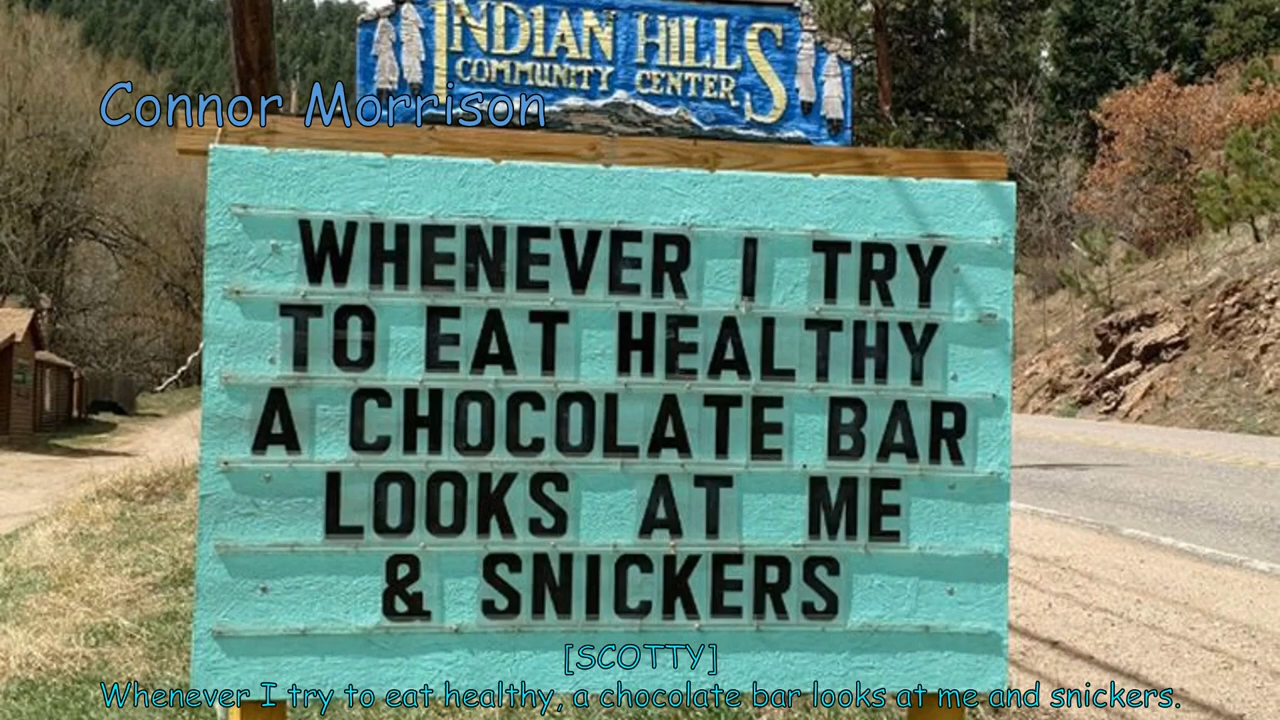 INDIAN HILLS
COMMUNITY CENTER
Connor Morrison
WHENEVER I TRY
TO EAT HEALTHY
A CHOCOLATE BAR
LOOKS AT ME
& SNICKERS
[SCOTTY]
Whenever I try to eat healthy, a chocolate bar looks at me and snickers.